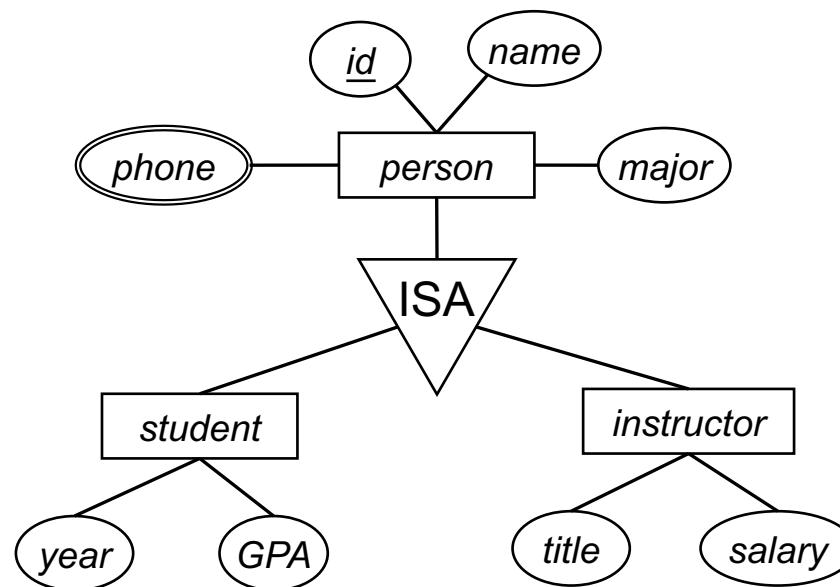 id
name
phone
person
major
ISA
student
instructor
year
GPA
title
salary